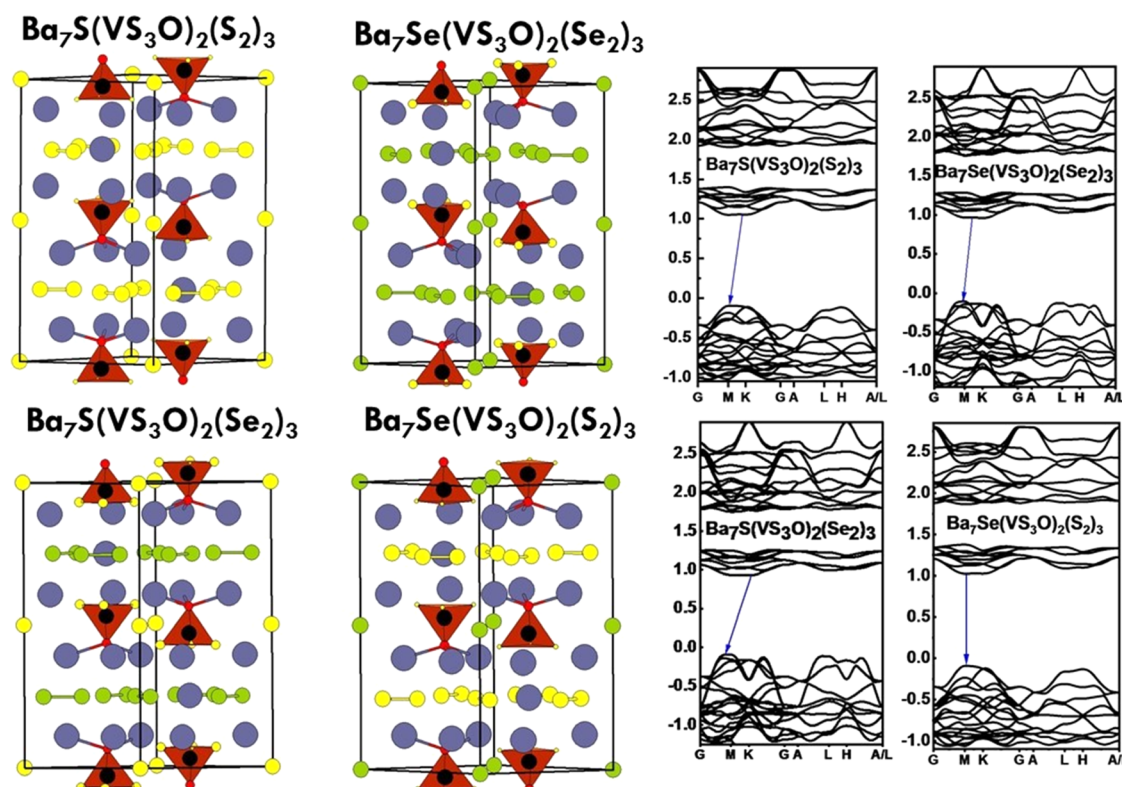 Ba₇S(VS₃O)₂(S₂)₃
Ba₇Se(VS₃O)₂(Se₂)₃
2.5
2.0
Ba₇S(VS₃O)₂(S₂)₃
1.5
1.0
0.5
0.0
-0.5
-1.0
G M K G A L H A/L
2.5
2.0
1.5
Ba₇Se(VS₃O)₂(Se₂)₃
1.0
0.5
0.0
-0.5
-1.0
G M K G A L H A/L
Ba₇S(VS₃O)₂(Se₂)₃
Ba₇Se(VS₃O)₂(S₂)₃
2.5
2.0
1.5
Ba₇S(VS₃O)₂(Se₂)₃
1.0
0.5
0.0
-0.5
-1.0
G M K G A L H A/L
2.5
2.0
Ba₇Se(VS₃O)₂(S₂)₃
1.5
1.0
0.5
0.0
-0.5
-1.0
G M K G A L H A/L